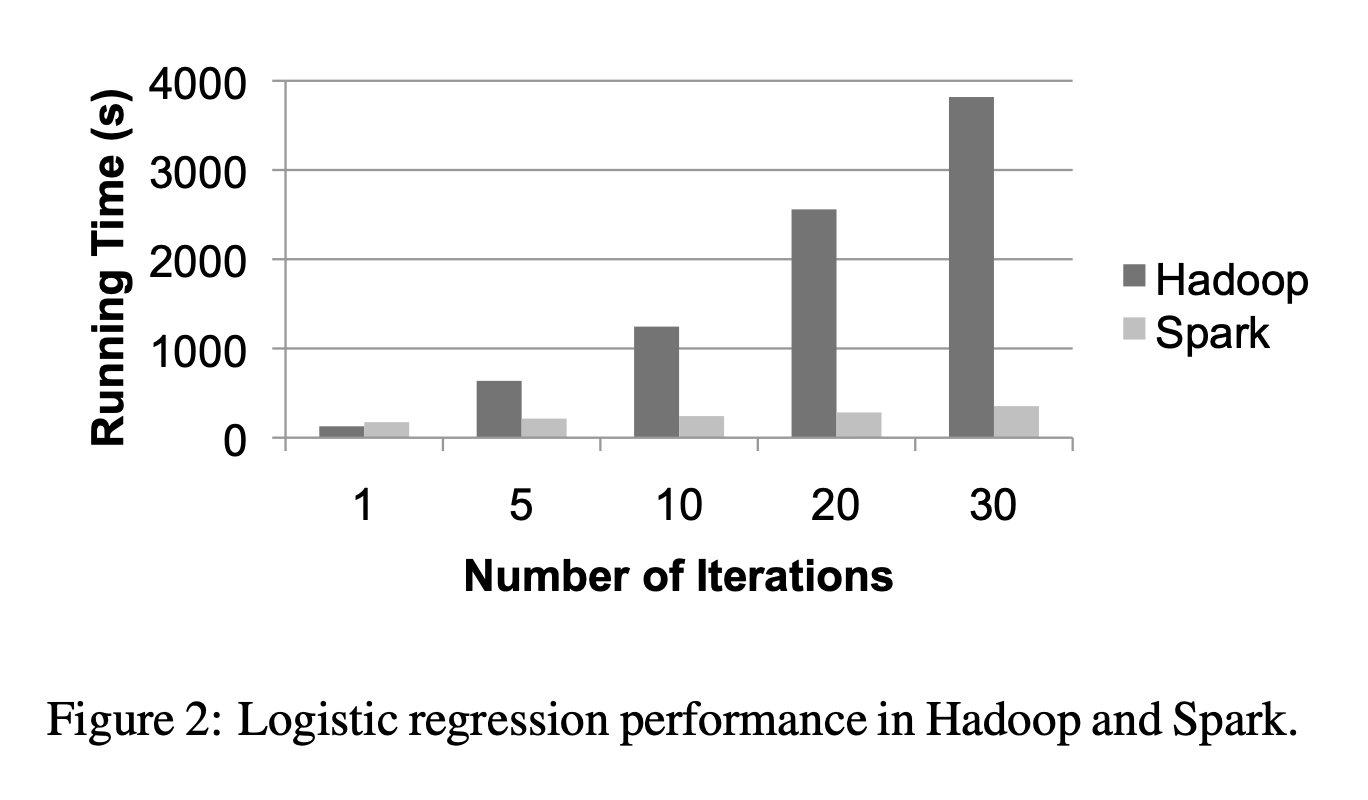 4000
3000
2000
1000
0
Running Time (s)
1 5 10 20 30
Number of Iterations
Hadoop
Spark
Figure 2: Logistic regression performance in Hadoop and Spark.